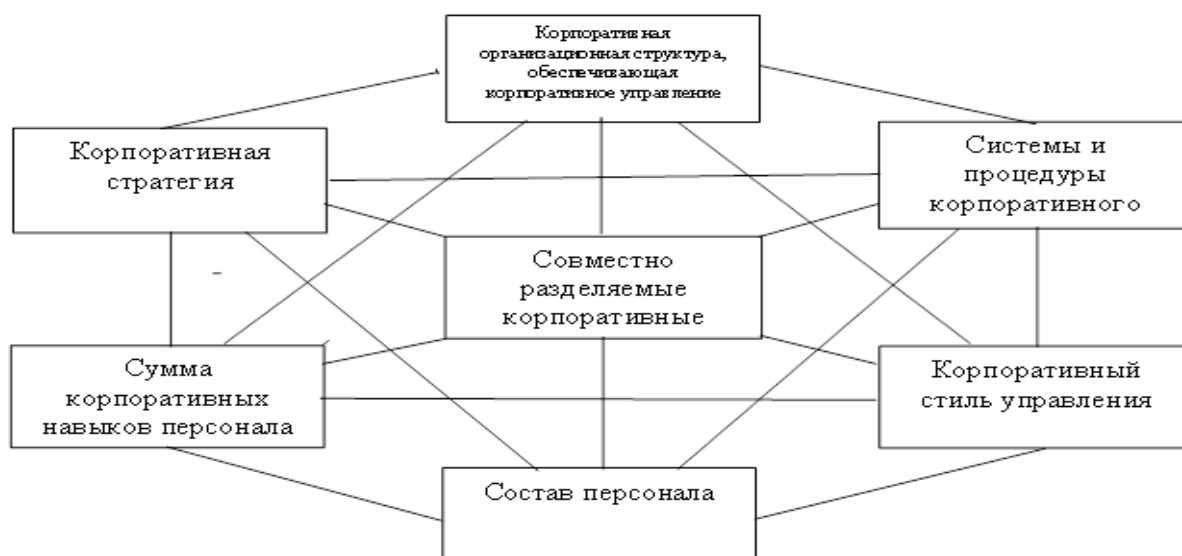 Корпоративная
организационная структура,
обеспечивающая
корпоративное управление
Корпоративная
стратегия
Системы и
процедуры
корпоративного
Совместно
разделяемые
корпоративные
Сумма
корпоративных
навыков персонала
Корпоративный
стиль управления
Состав персонала